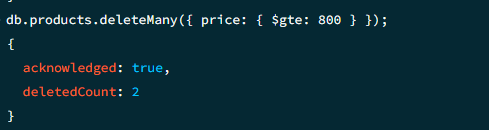 db.products.deleteMany({ price: { $gte: 800 } });
{
  acknowledged: true,
  deletedCount: 2
}